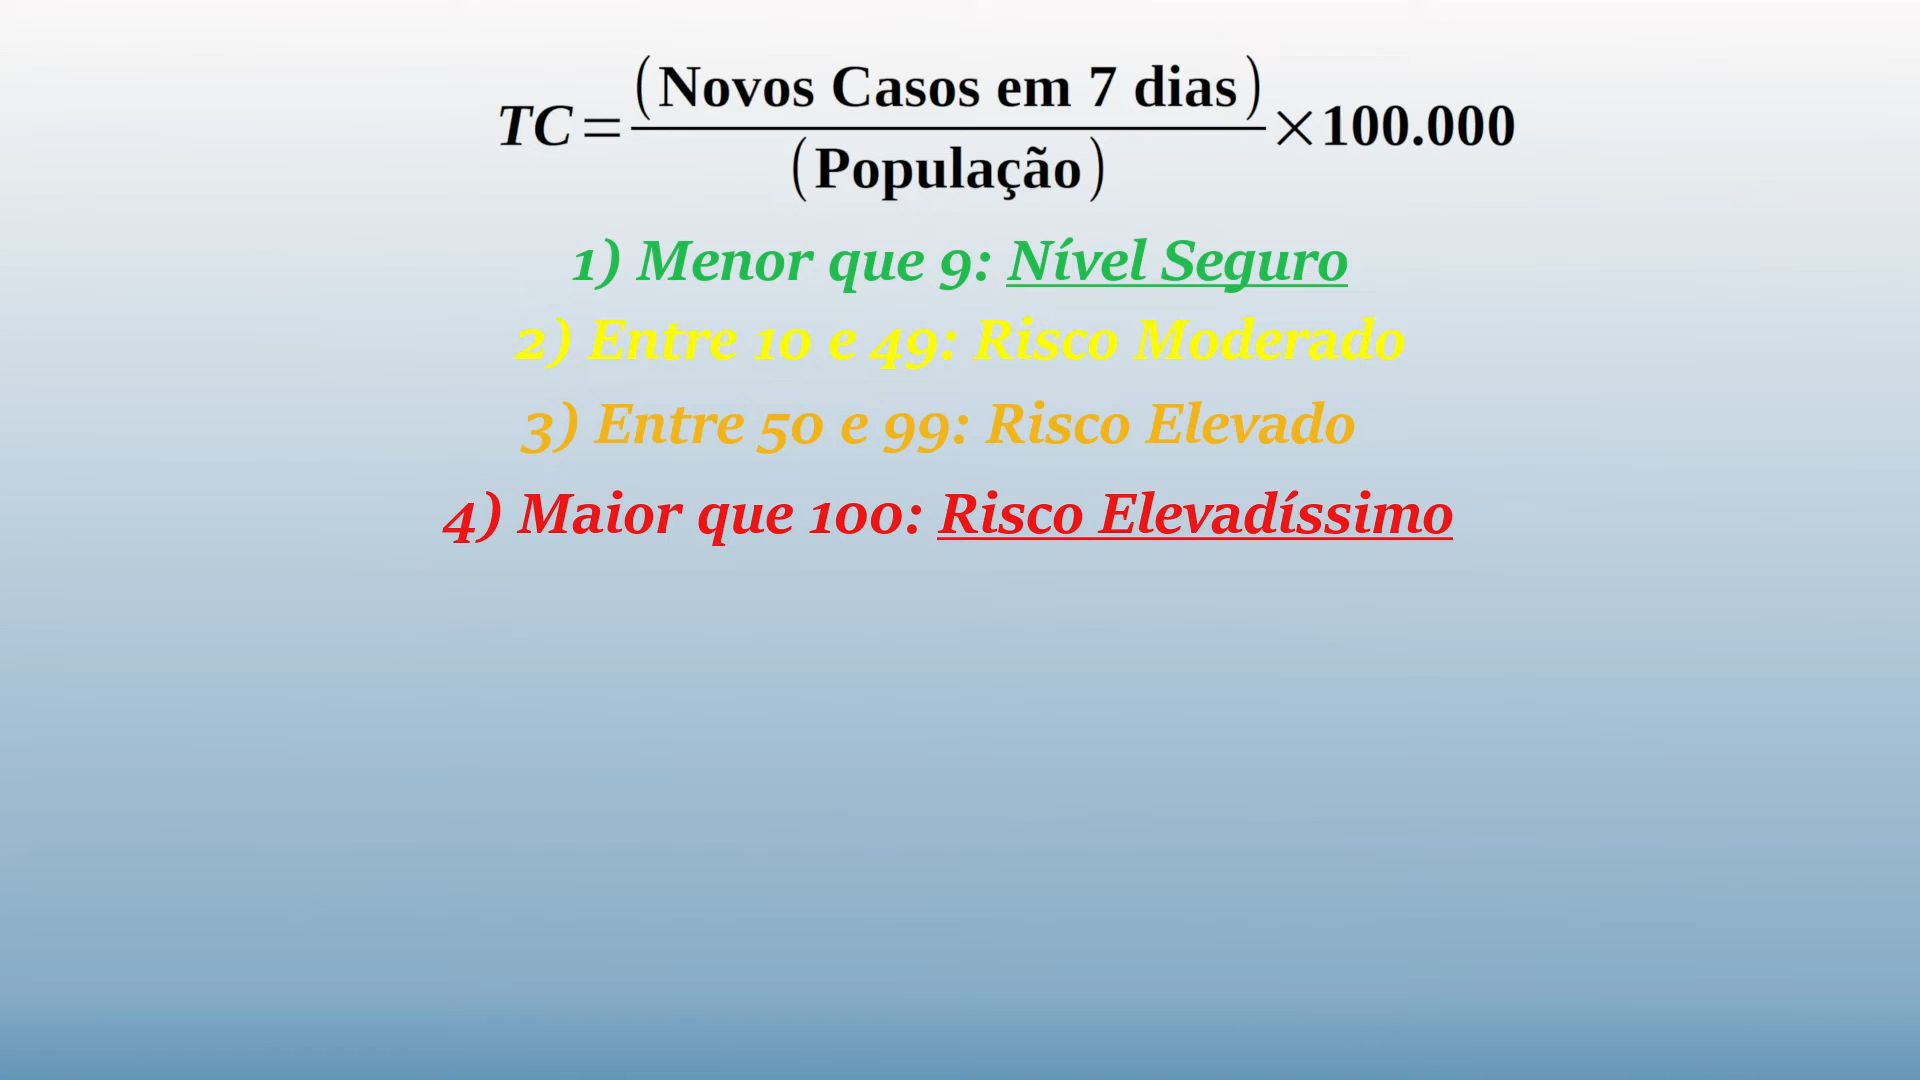 TC = (Novos Casos em 7 dias) / (População) × 100.000
1) Menor que 9: Nível Seguro
2) Entre 10 e 49: Risco Moderado
3) Entre 50 e 99: Risco Elevado
4) Maior que 100: Risco Elevadíssimo